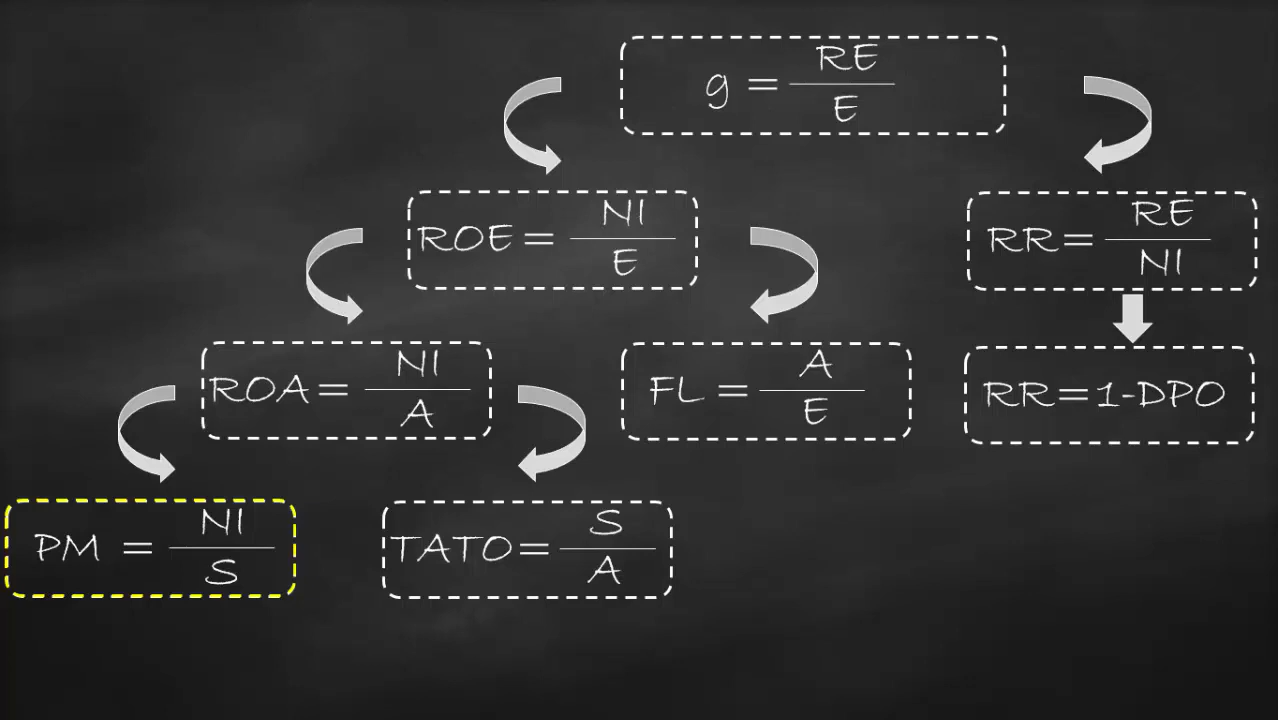 g = RE / E
ROE = NI / E
RR = RE / NI
ROA = NI / A
FL = A / E
RR=1-DPO
PM = NI / S
TATO = S / A